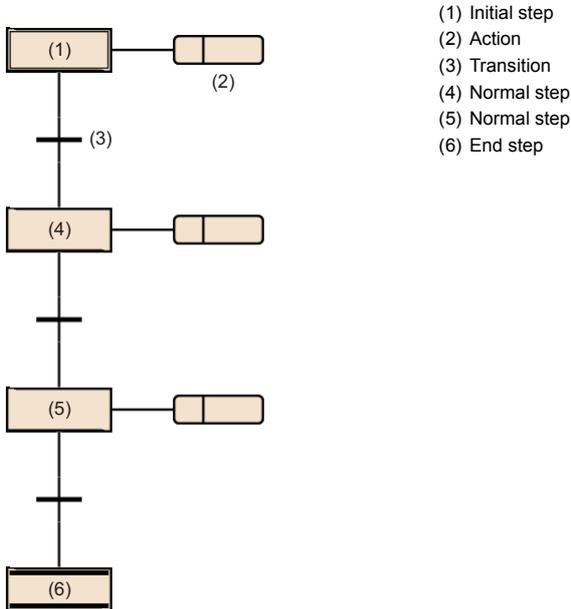 (1)
(2)
(3)
(4)
(5)
(6)
(1) Initial step
(2) Action
(3) Transition
(4) Normal step
(5) Normal step
(6) End step